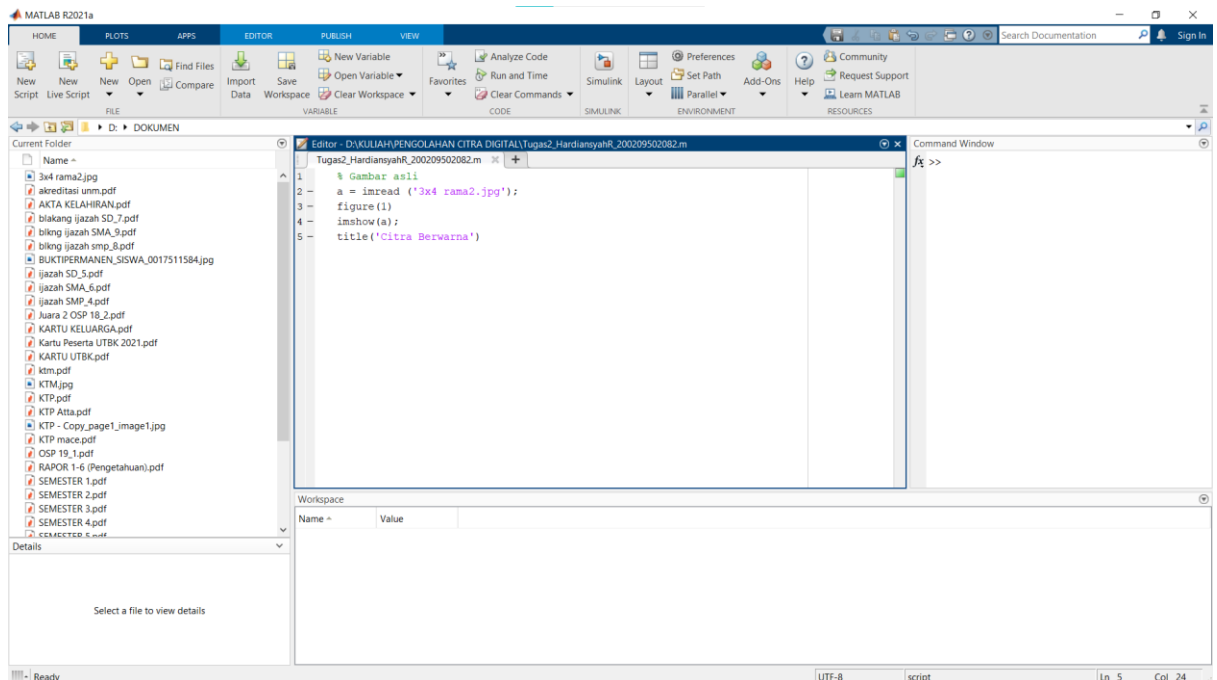 MATLAB R2021a
HOME PLOTS APPS EDITOR PUBLISH VIEW Search Documentation Sign In
New Script
New Live Script
New
Open
Find Files
Compare
FILE
Import Data
Save Workspace
New Variable
Open Variable
Clear Workspace
VARIABLE
Favorites
Analyze Code
Run and Time
Clear Commands
CODE
Simulink
SIMULINK
Layout
Preferences
Set Path
Parallel
Add-Ons
ENVIRONMENT
Help
Community
Request Support
Learn MATLAB
RESOURCES
D: DOKUMEN
Current Folder
Name
3x4 rama2.jpg
akreditasi unm.pdf
AKTA KELAHIRAN.pdf
blakang ijazah SD_7.pdf
blkng ijazah SMA_9.pdf
blkng ijazah smp_8.pdf
BUKTIPERMANEN_SISWA_0017511584.jpg
ijazah SD_5.pdf
ijazah SMA_6.pdf
ijazah SMP_4.pdf
Juara 2 OSP 18_2.pdf
KARTU KELUARGA.pdf
Kartu Peserta UTBK 2021.pdf
KARTU UTBK.pdf
ktm.pdf
KTM.jpg
KTP.pdf
KTP Atta.pdf
KTP - Copy_page1_image1.jpg
KTP mace.pdf
OSP 19_1.pdf
RAPOR 1-6 (Pengetahuan).pdf
SEMESTER 1.pdf
SEMESTER 2.pdf
SEMESTER 3.pdf
SEMESTER 4.pdf
SEMESTER 5.pdf
Details
Select a file to view details
Editor - D:\KULIAH\PENGOLAHAN CITRA DIGITAL\Tugas2_HardiansyahR_200209502082.m
Tugas2_HardiansyahR_200209502082.m
1 % Gambar asli
2 – a = imread ('3x4 rama2.jpg');
3 – figure(1)
4 – imshow(a);
5 – title('Citra Berwarna')
Command Window
fx >>
Workspace
Name Value
Ready UTF-8 script Ln 5 Col 24